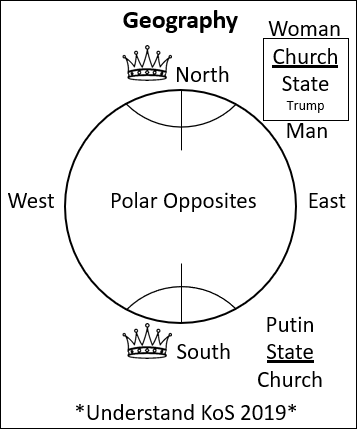 Geography
Woman
Church
State
Trump
Man
North
West
Polar Opposites
East
South
Putin
State
Church
*Understand KoS 2019*